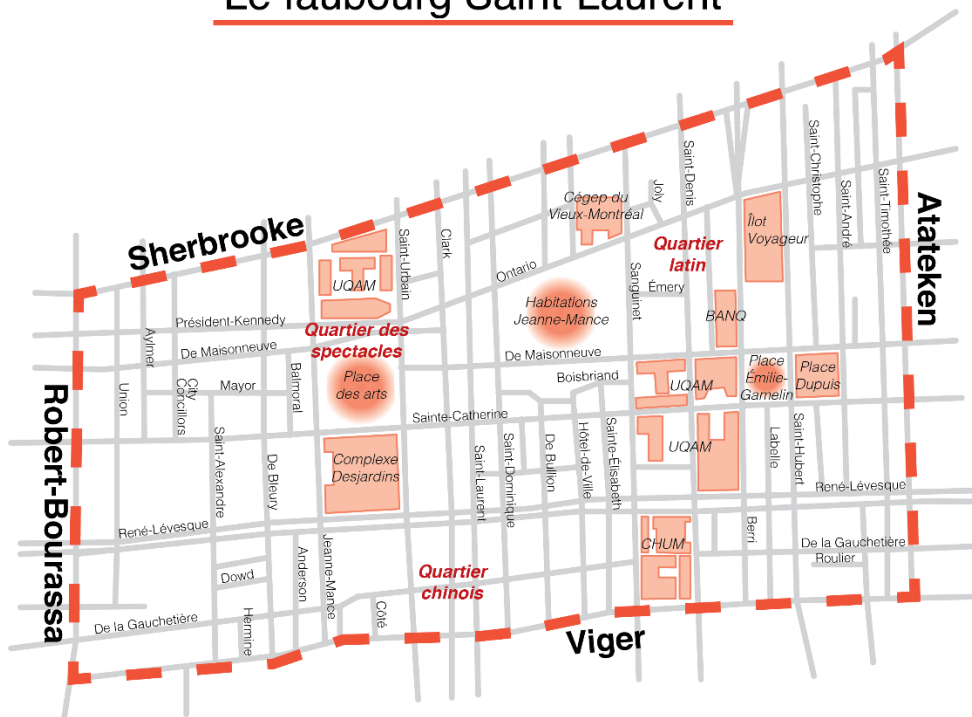 Le faubourg Saint-Laurent
Sherbrooke
Atateken
Robert-Bourassa
Viger
Cégep du
Vieux-Montréal
Joly
Saint-Denis
Saint-Christophe
Saint-André
Saint-Timothée
Îlot
Voyageur
Quartier
latin
Saint-Urbain
Clark
UQAM
Ontario
Sanguinet
Émery
Habitations
Jeanne-Mance
BANQ
Président-Kennedy
Quartier des
spectacles
De Maisonneuve
De Maisonneuve
Aylmer
Union
City
Concillors
Mayor
Balmoral
Place
des arts
Boisbriand
UQAM
Place
Émilie-
Gamelin
Place
Dupuis
Sainte-Catherine
Saint-Alexandre
De Bleury
Complexe
Desjardins
Saint-Laurent
Saint-Dominique
De Bullion
Hôtel-de-Ville
Sainte-Élisabeth
UQAM
Labelle
Saint-Hubert
René-Lévesque
René-Lévesque
Berri
CHUM
De la Gauchetière
Roulier
Dowd
Anderson
Jeanne-Mance
Quartier
chinois
De la Gauchetière
Hermine
Côté